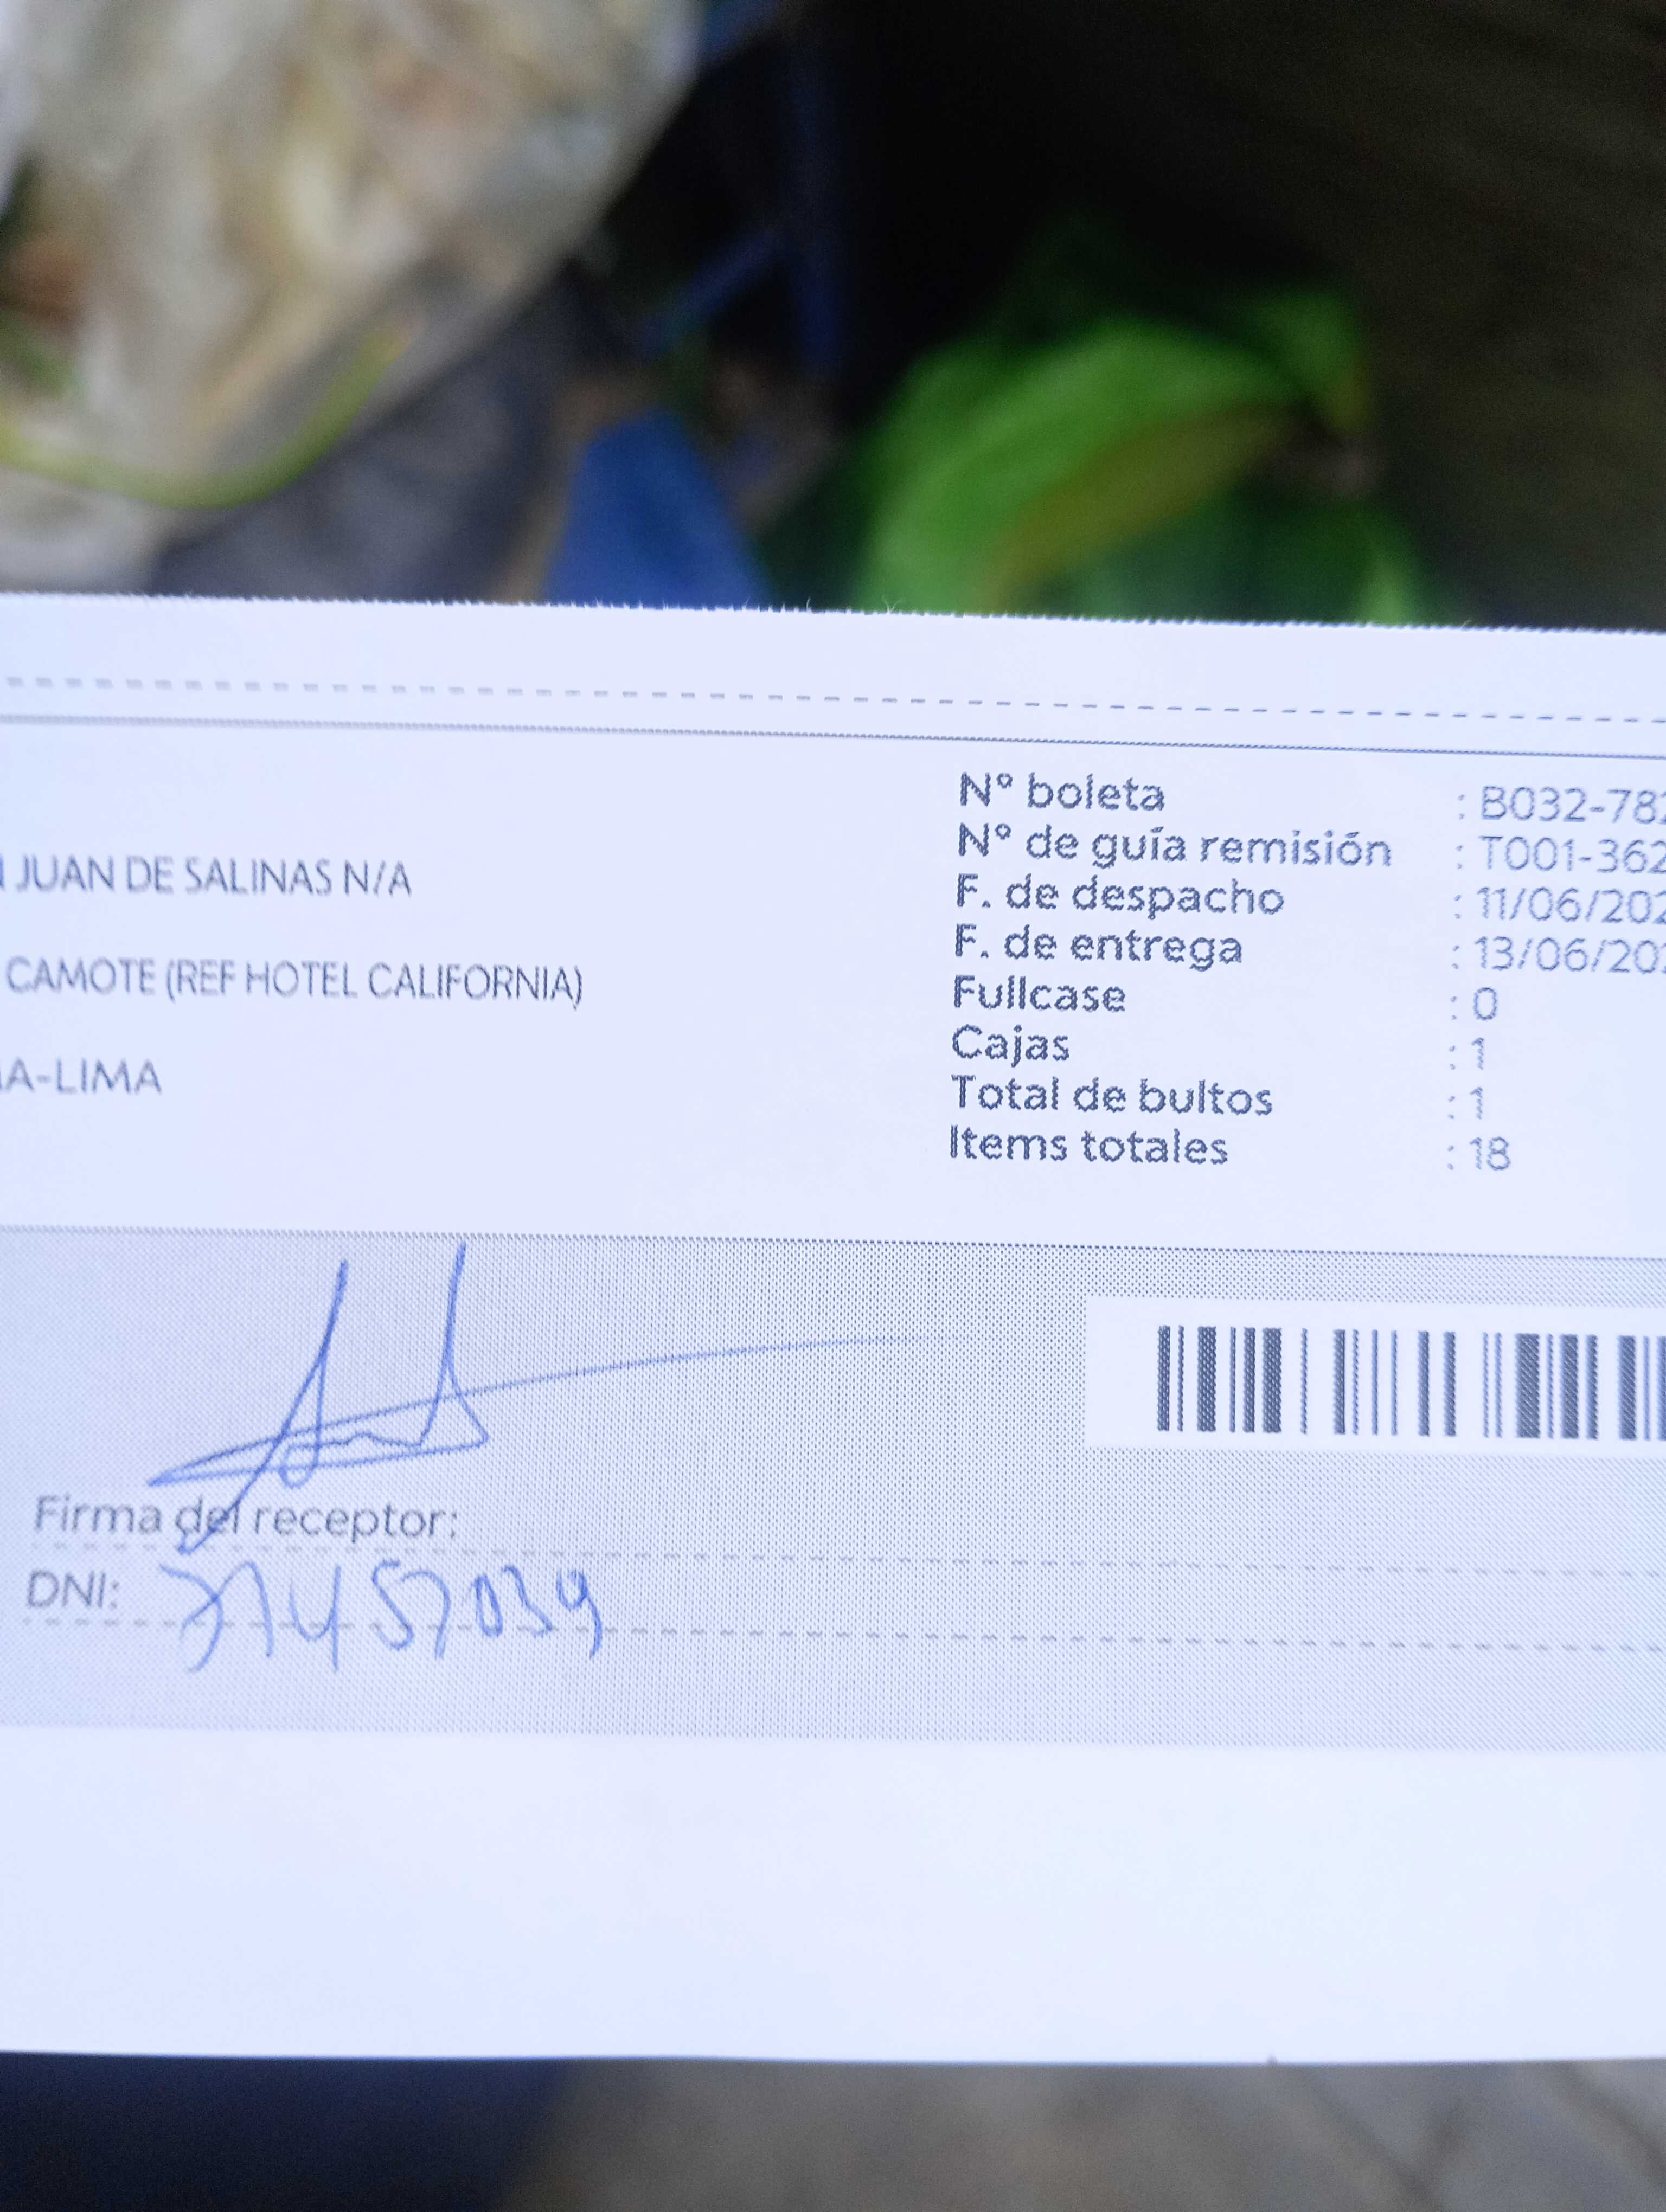 JUAN DE SALINAS N/A
CAMOTE (REF HOTEL CALIFORNIA)
A-LIMA
N° boleta : B032-78
N° de guía remisión : T001-362
F. de despacho : 11/06/202
F. de entrega : 13/06/202
Fullcase : 0
Cajas : 1
Total de bultos : 1
Items totales : 18
Firma del receptor:
DNI: 71457039